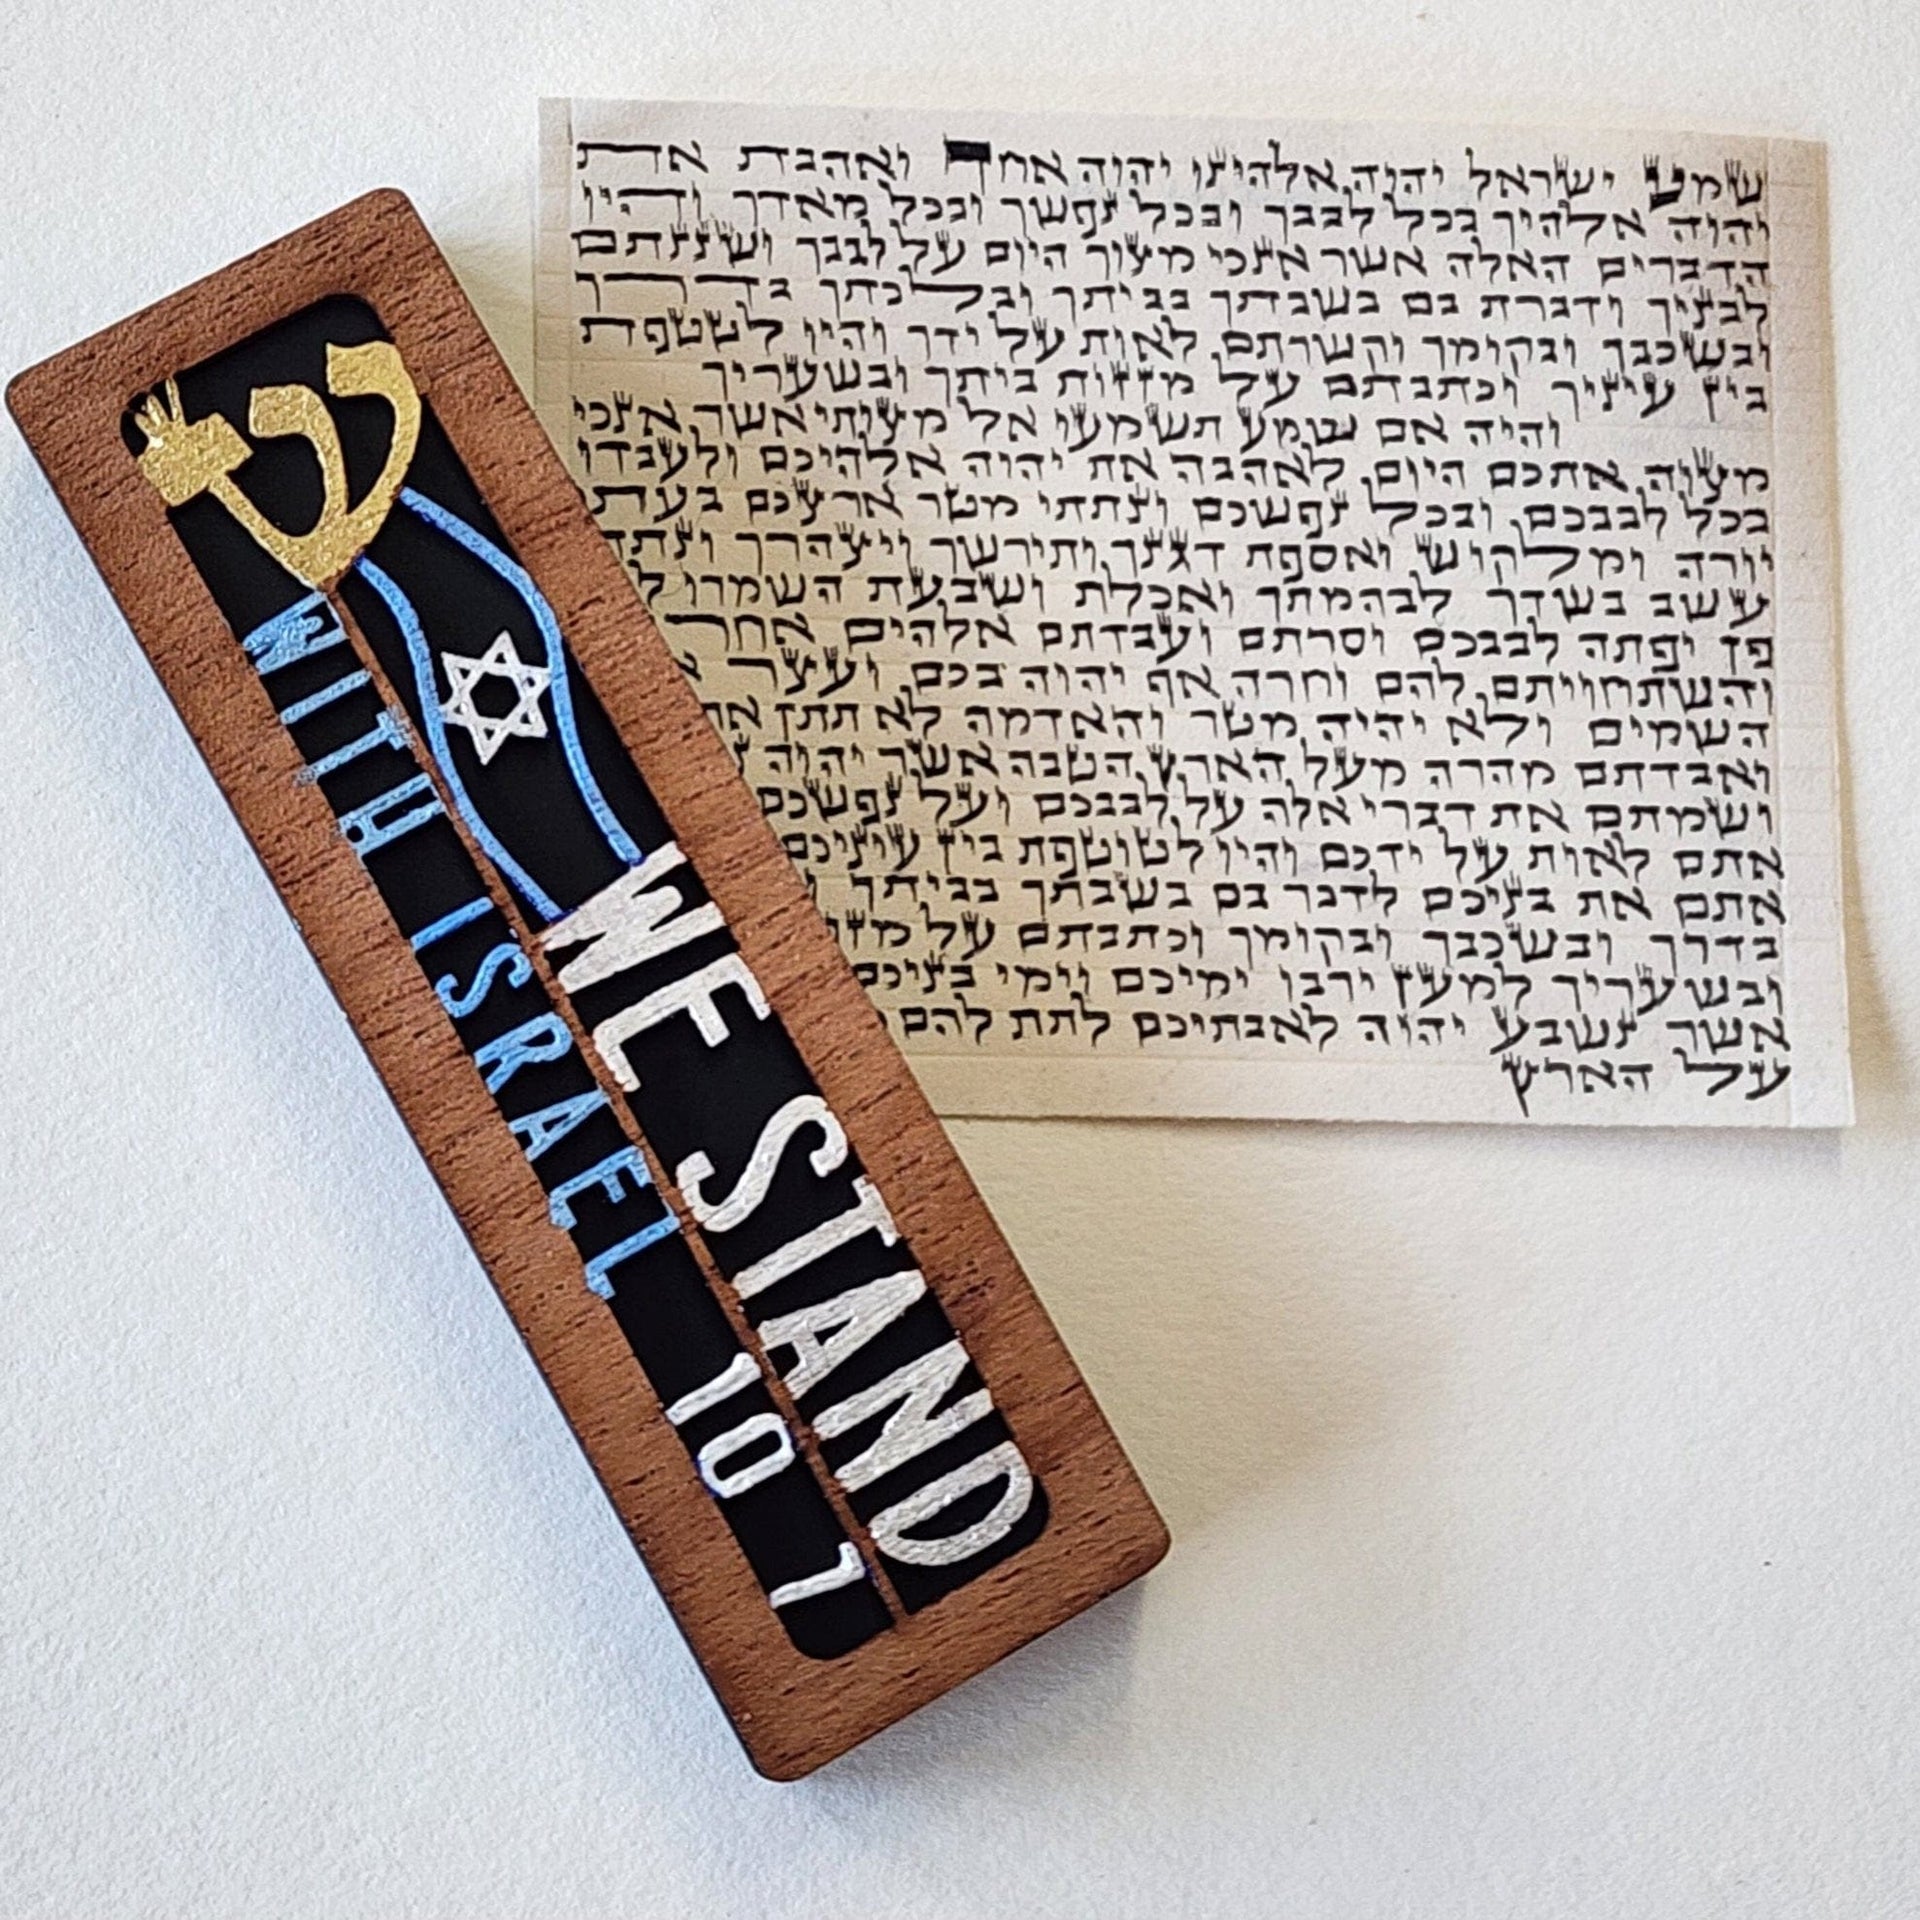 ש
WE STAND
WITH ISRAEL
10 7
שמע ישראל יהוה אלהינו יהוה אחד ואהבת את
יהוה אלהיך בכל לבבך ובכל נפשך ובכל מאדך והיו
הדברים האלה אשר אנכי מצוך היום על לבבך ושננתם
לבניך ודברת בם בשבתך בביתך ובלכתך בדרך
ובשכבך ובקומך וקשרתם לאות על ידך והיו לטטפת
בין עיניך וכתבתם על מזזות ביתך ובשעריך
והיה אם שמע תשמעו אל מצותי אשר אנכי
מצוה אתכם היום לאהבה את יהוה אלהיכם ולעבדו
בכל לבבכם ובכל נפשכם ונתתי מטר ארצכם בעתו
יורה ומלקוש ואספת דגנך ותירשך ויצהרך ונתתי
עשב בשדך לבהמתך ואכלת ושבעת השמרו
פן יפתה לבבכם וסרתם ועבדתם אלהים אחרי
והשתחויתם להם וחרה אף יהוה בכם ועצר
השמים ולא יהיה מטר והאדמה לא תתן את
ואבדתם מהרה מעל הארץ הטבה אשר יהוה
ושמתם את דברי אלה על לבבכם ועל נפשכם
אתם לאות על ידכם והיו לטוטפת בין עיניכם
אתם את בניכם לדבר בם בשבתך בביתך
בדרך ובשכבך ובקומך וכתבתם על
ובשעריך למען ירבו ימיכם וימי בניכם
אשר נשבע יהוה לאבתיכם לתת להם
על הארץ